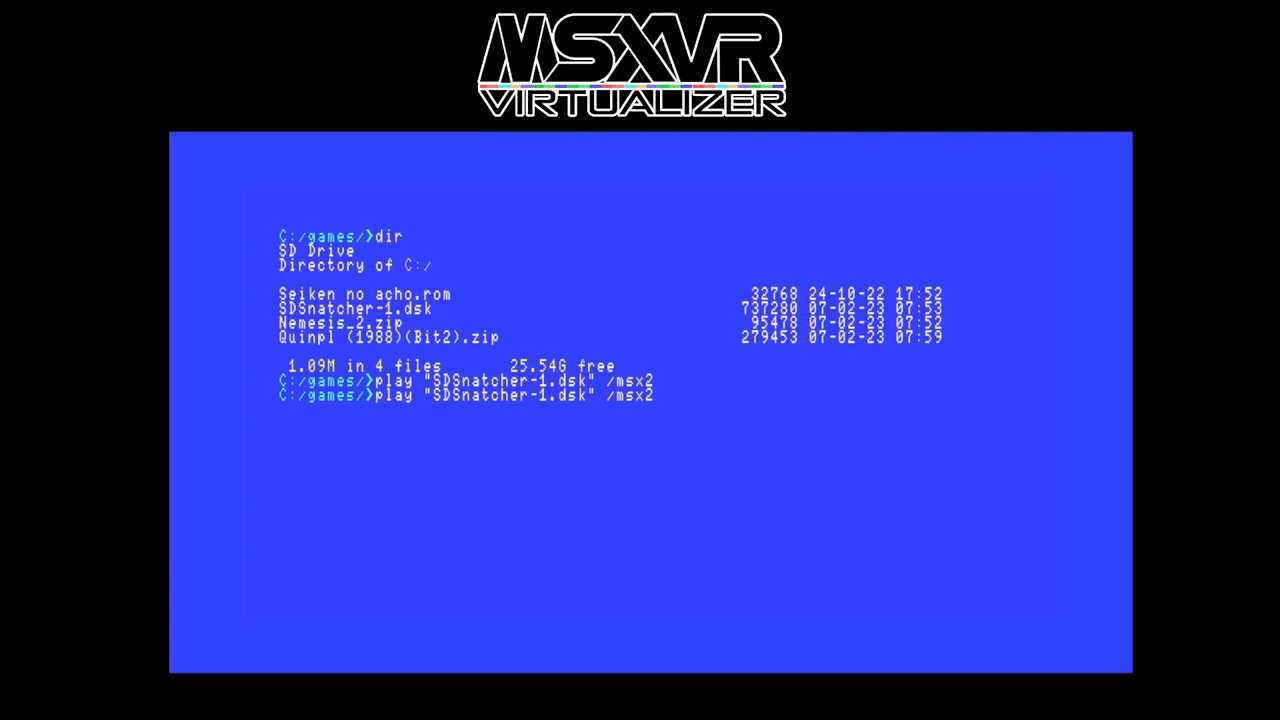 MSXVR
VIRTUALIZER
C:/games/>dir
SD Drive
Directory of C:/
Seiken no acho.rom 32768 24-10-22 17:52
SDSnatcher-1.dsk 737280 07-02-23 07:53
Nemesis_2.zip 95478 07-02-23 07:52
Quinpl (1988)(Bit2).zip 279453 07-02-23 07:59
1.09M in 4 files 25.54G free
C:/games/>play "SDSnatcher-1.dsk" /msx2
C:/games/>play "SDSnatcher-1.dsk" /msx2